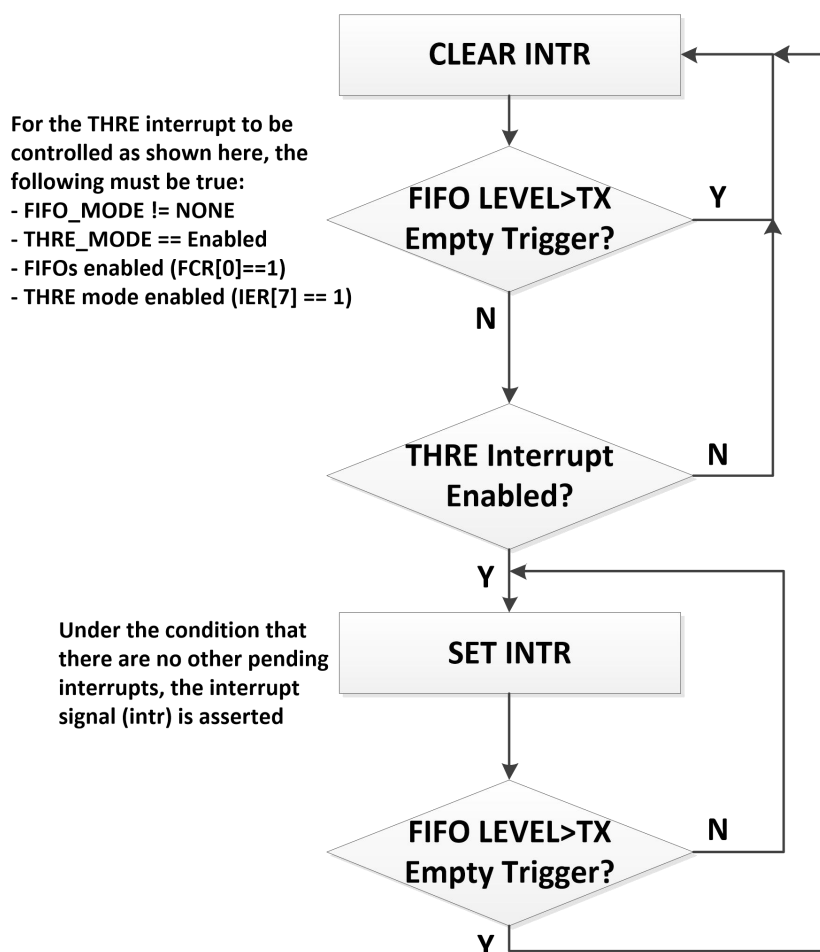 CLEAR INTR
For the THRE interrupt to be
controlled as shown here, the
following must be true:
- FIFO_MODE != NONE
- THRE_MODE == Enabled
- FIFOs enabled (FCR[0]==1)
- THRE mode enabled (IER[7] == 1)
FIFO LEVEL>TX
Empty Trigger?
Y
N
THRE Interrupt
Enabled?
N
Y
Under the condition that
there are no other pending
interrupts, the interrupt
signal (intr) is asserted
SET INTR
FIFO LEVEL>TX
Empty Trigger?
N
Y